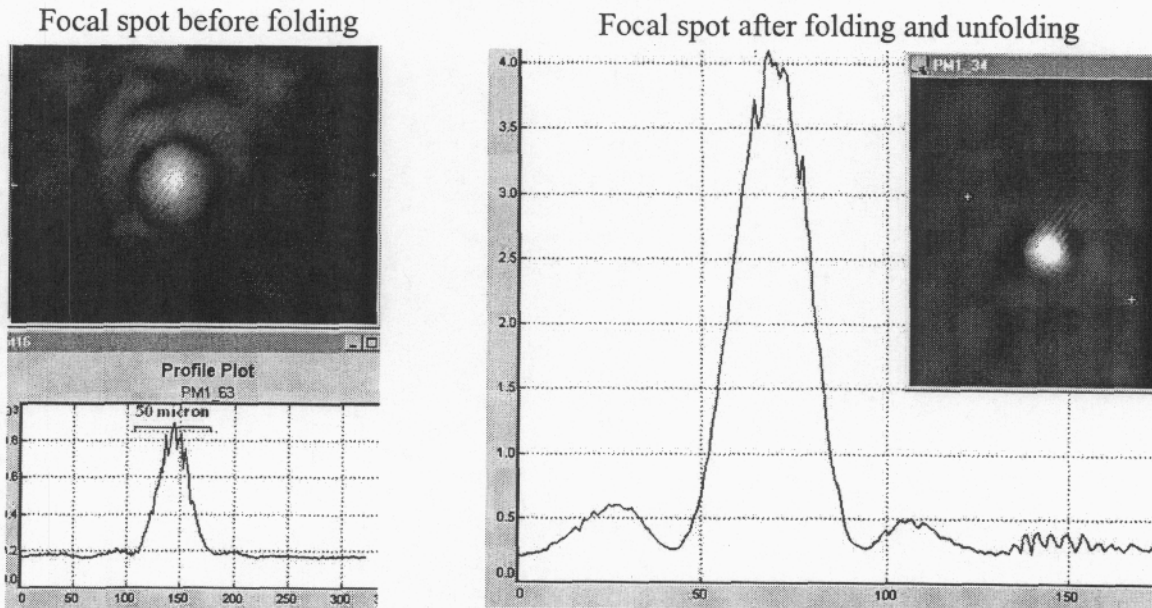 Focal spot before folding
Focal spot after folding and unfolding
Profile Plot
PM1_63
50 micron
0 50 100 150 200 250 300
PM1_34
4.0
3.5
3.0
2.5
2.0
1.5
1.0
0.5
0.0
0 50 100 150